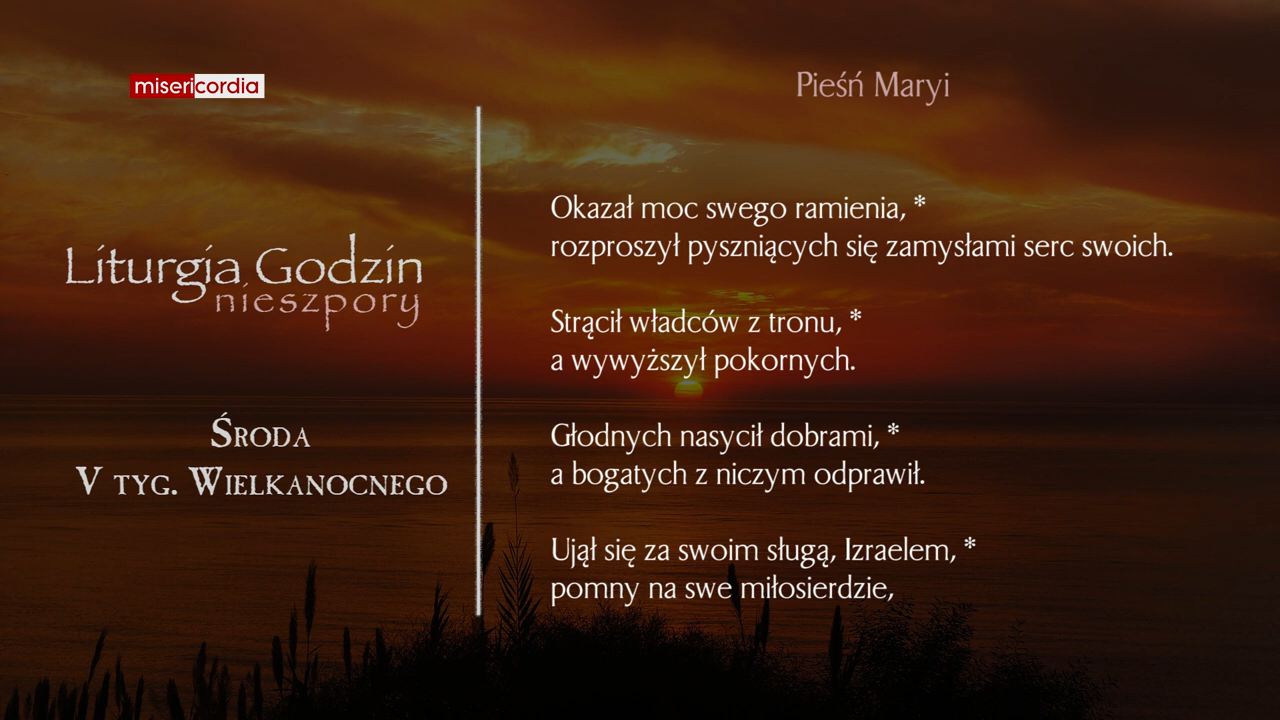 misericordia
Liturgia Godzin
nieszpory
Środa
V tyg. Wielkanocnego
Pieśń Maryi
Okazał moc swego ramienia, *
rozproszył pyszniących się zamysłami serc swoich.
Strącił władców z tronu, *
a wywyższył pokornych.
Głodnych nasycił dobrami, *
a bogatych z niczym odprawił.
Ujął się za swoim sługą, Izraelem, *
pomny na swe miłosierdzie,